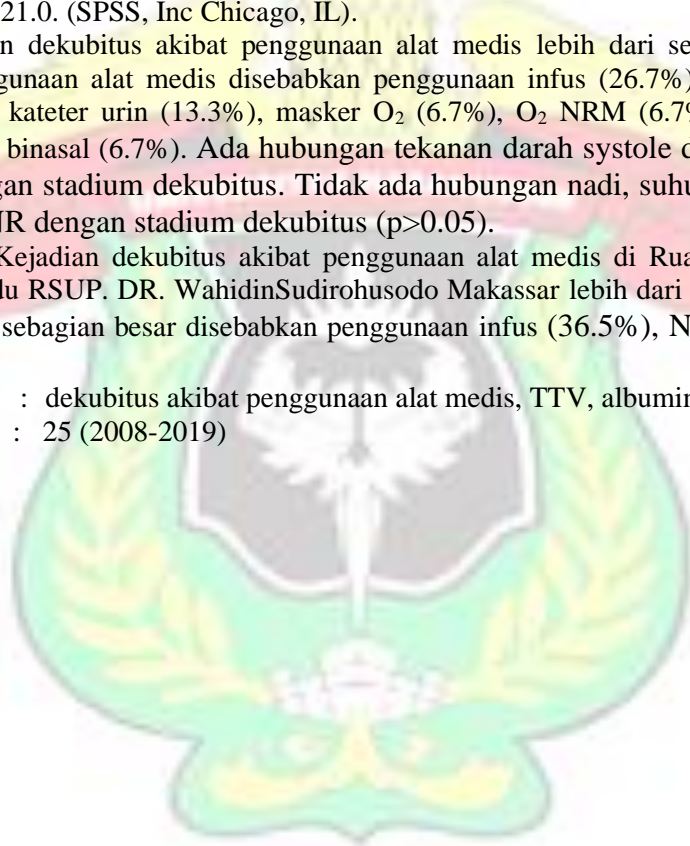 21.0. (SPSS, Inc Chicago, IL).
n dekubitus akibat penggunaan alat medis lebih dari se
gunaan alat medis disebabkan penggunaan infus (26.7%)
kateter urin (13.3%), masker O₂ (6.7%), O₂ NRM (6.7%
binasal (6.7%). Ada hubungan tekanan darah systole d
gan stadium dekubitus. Tidak ada hubungan nadi, suhu
NR dengan stadium dekubitus (p>0.05).
Kejadian dekubitus akibat penggunaan alat medis di Rua
du RSUP. DR. WahidinSudirohusodo Makassar lebih dari
sebagian besar disebabkan penggunaan infus (36.5%), N
: dekubitus akibat penggunaan alat medis, TTV, albumin
: 25 (2008-2019)